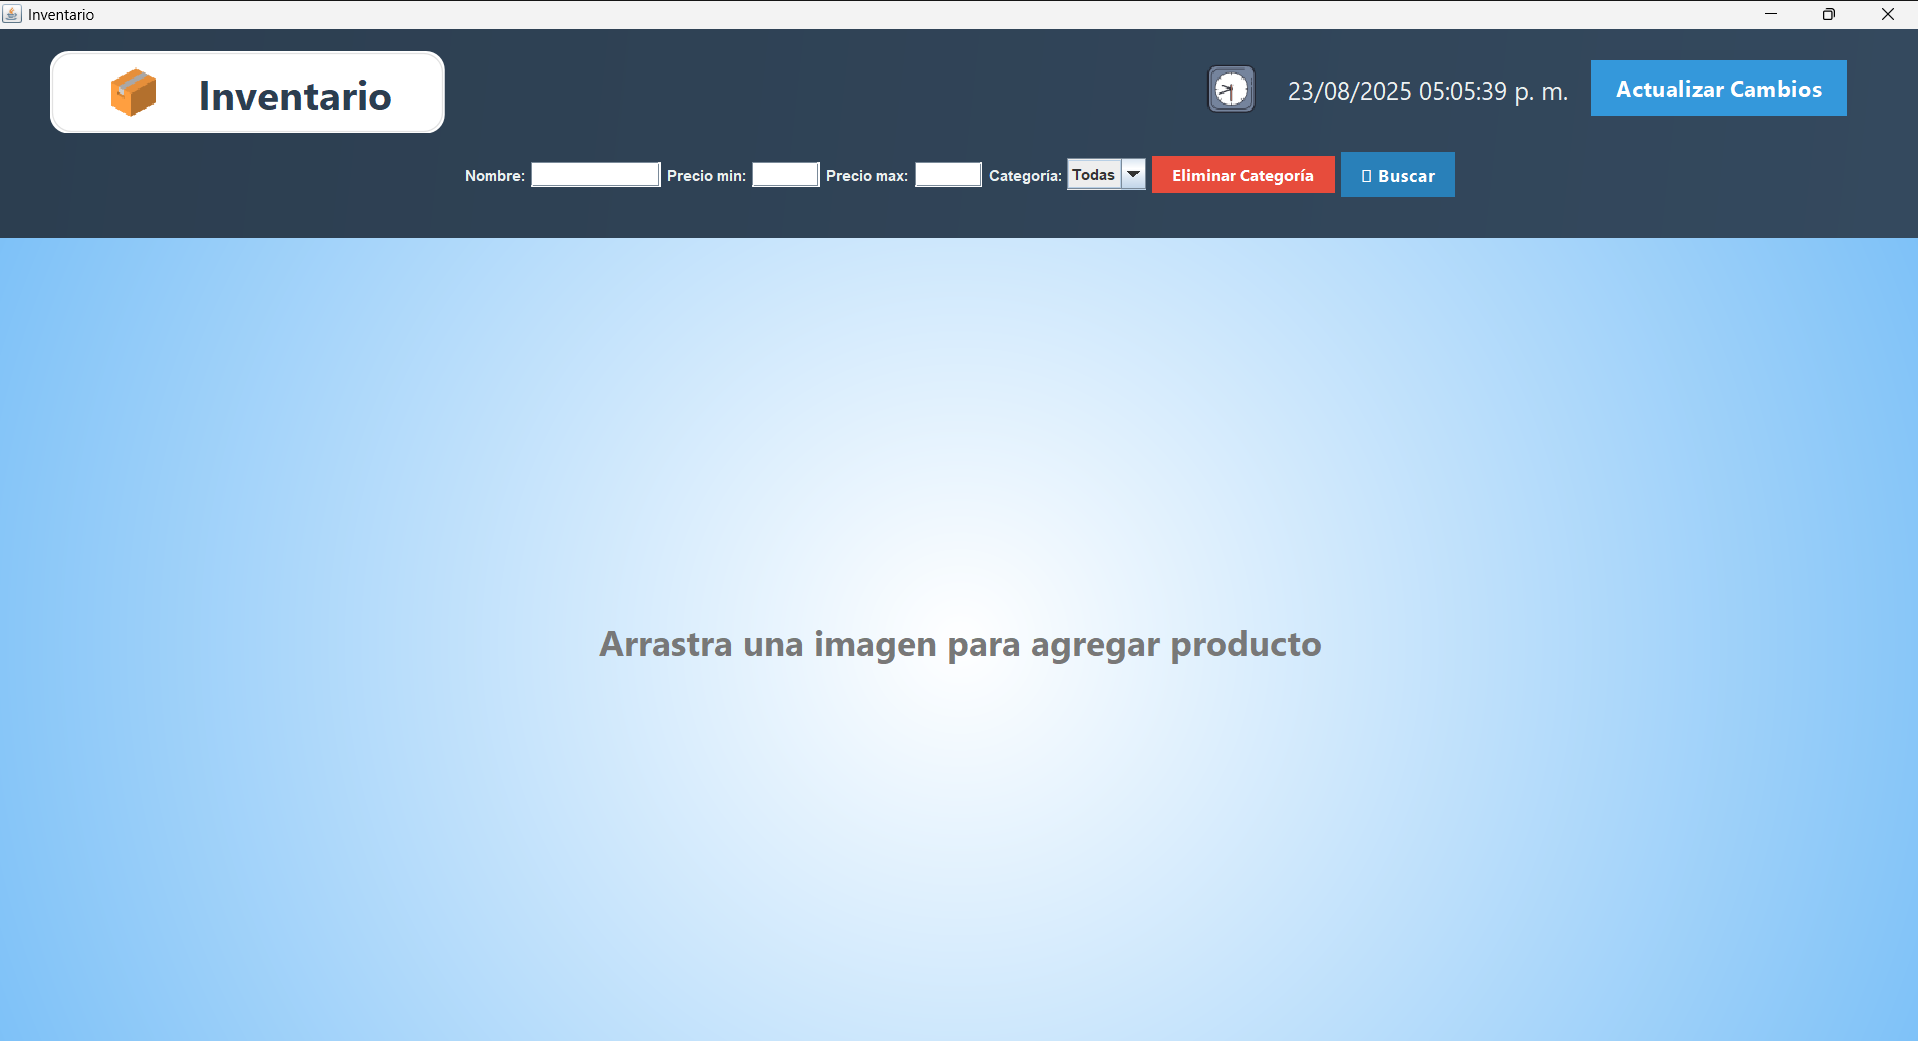 Inventario
Inventario
23/08/2025 05:05:39 p. m.
Actualizar Cambios
Nombre: Precio min: Precio max: Categoría: Todas Eliminar Categoría Buscar
Arrastra una imagen para agregar producto